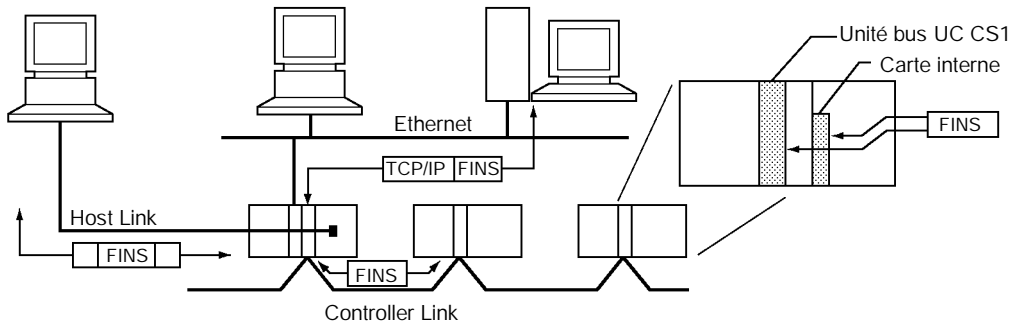 Unité bus UC CS1
Carte interne
FINS
Ethernet
TCP/IP FINS
Host Link
FINS
FINS
Controller Link